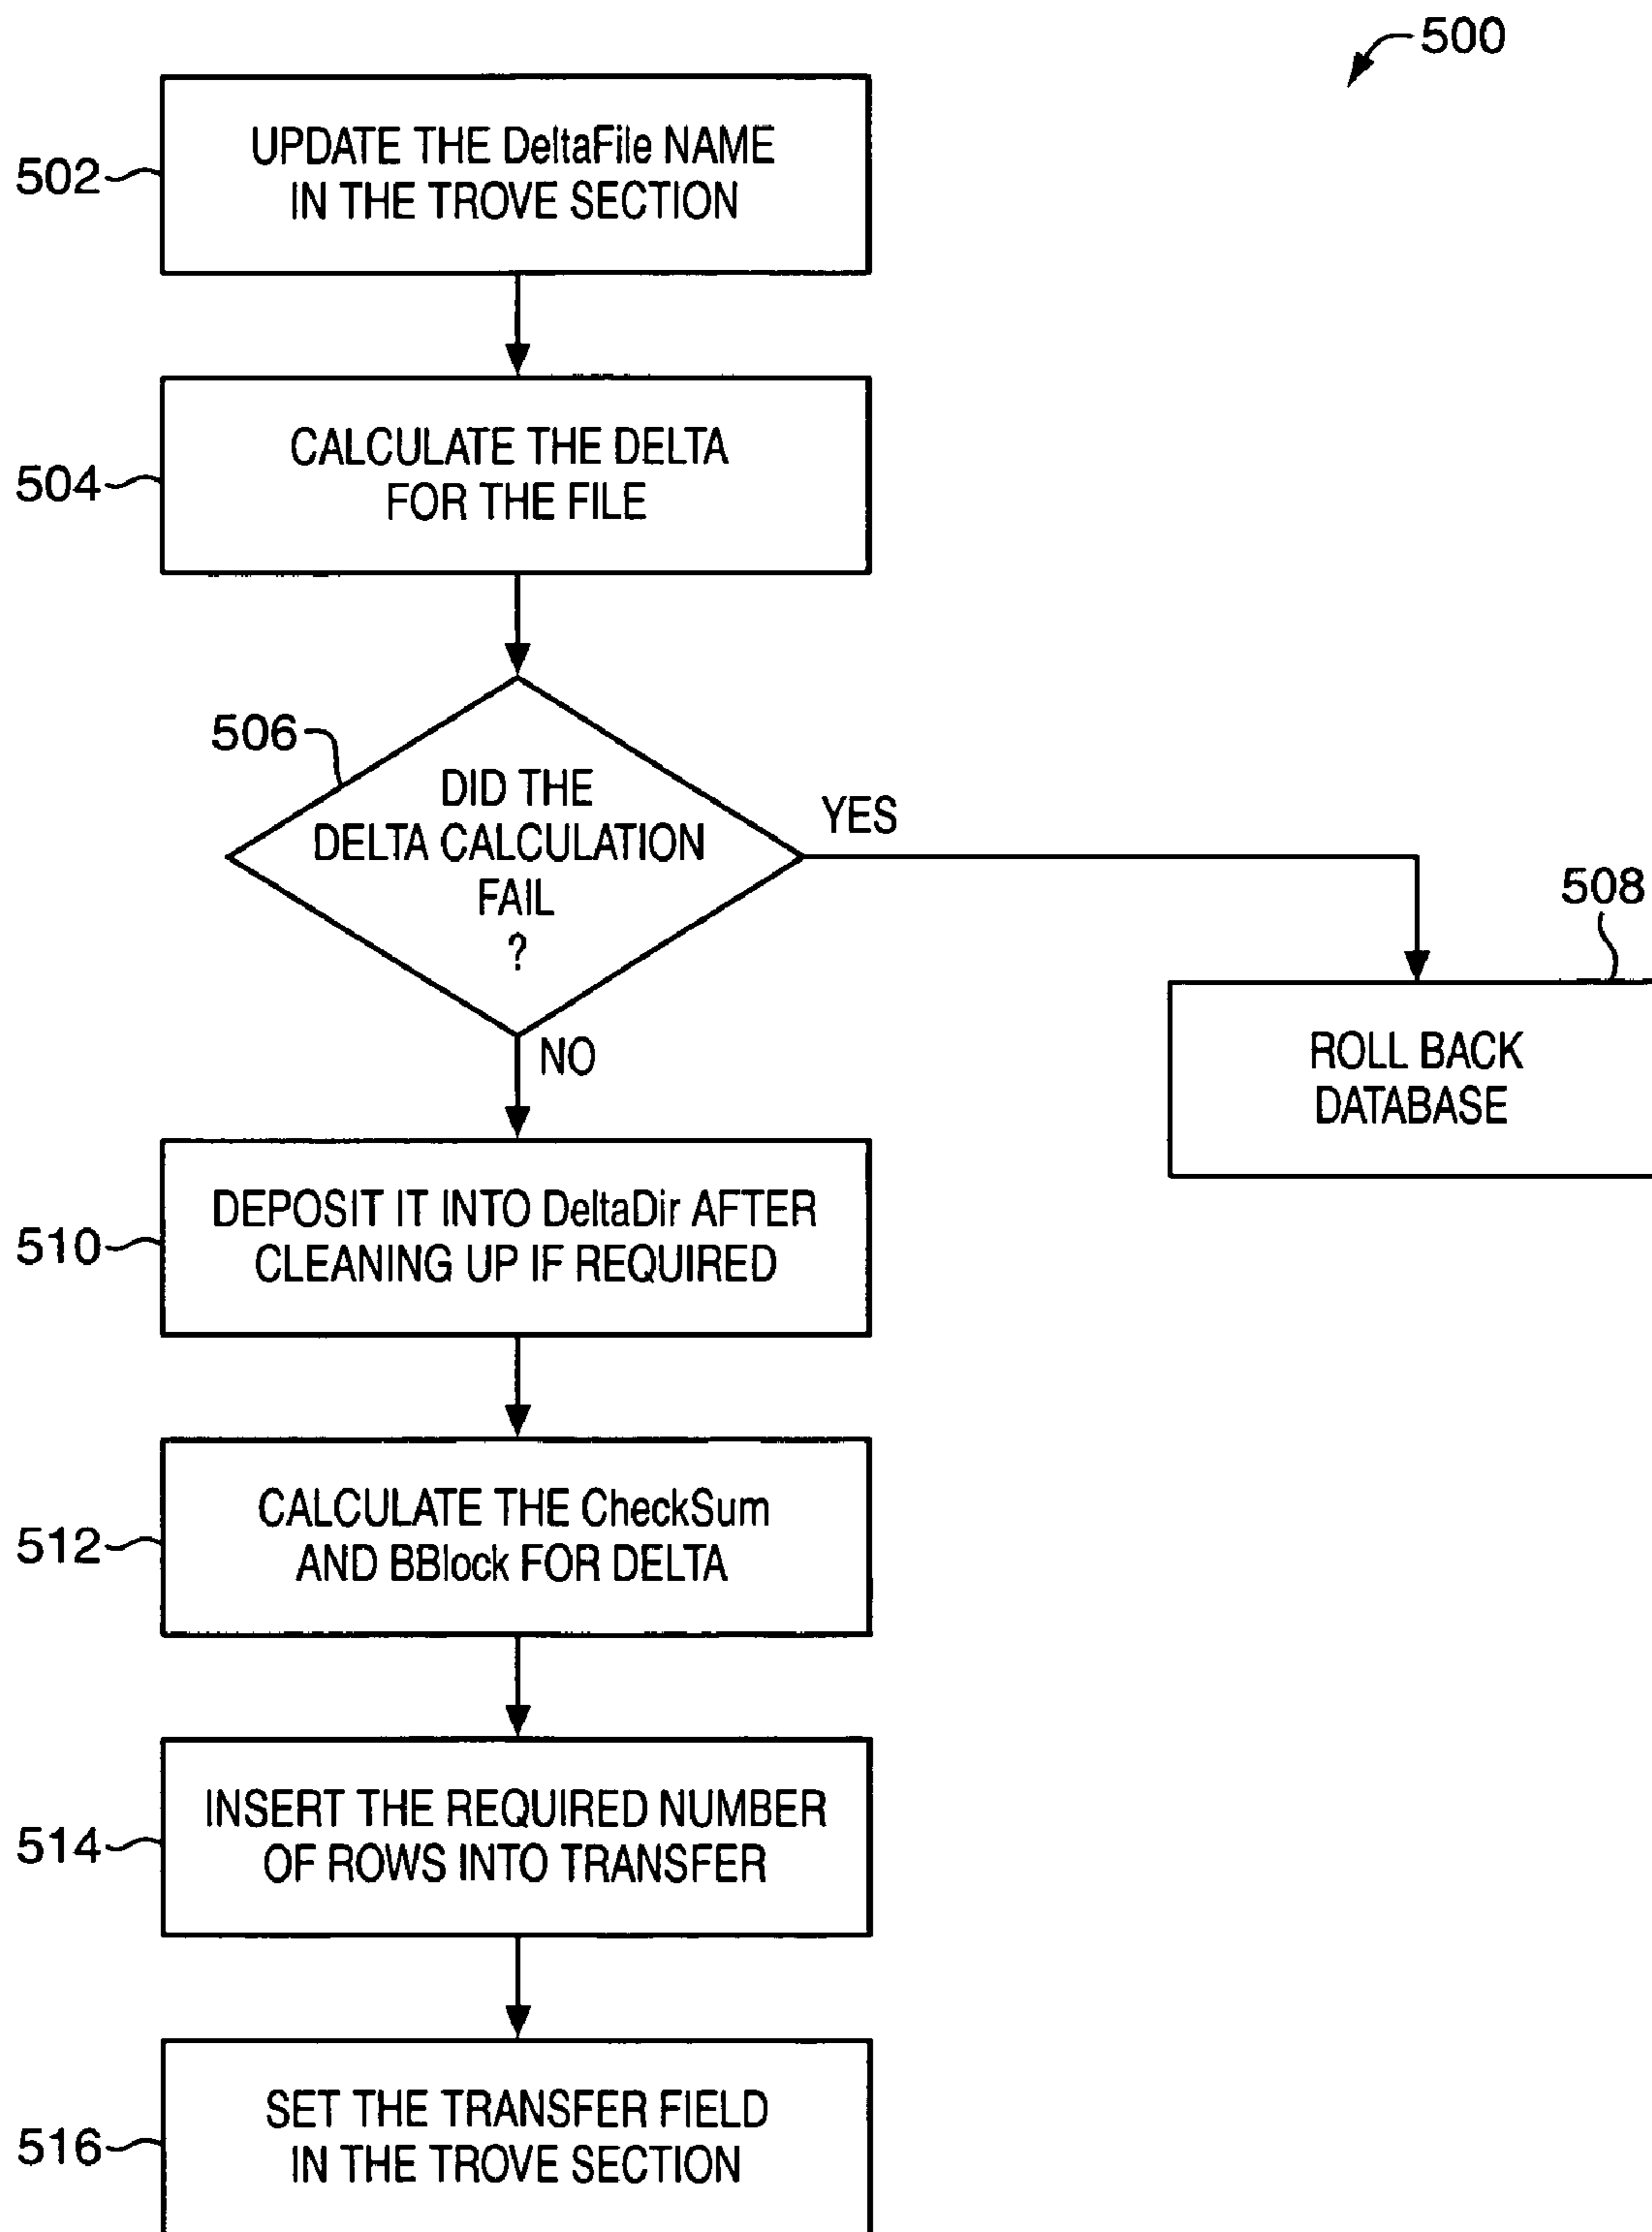 500
502
UPDATE THE DeltaFile NAME
IN THE TROVE SECTION
504
CALCULATE THE DELTA
FOR THE FILE
506
DID THE
DELTA CALCULATION
FAIL
?
YES
508
ROLL BACK
DATABASE
NO
510
DEPOSIT IT INTO DeltaDir AFTER
CLEANING UP IF REQUIRED
512
CALCULATE THE CheckSum
AND BBlock FOR DELTA
514
INSERT THE REQUIRED NUMBER
OF ROWS INTO TRANSFER
516
SET THE TRANSFER FIELD
IN THE TROVE SECTION